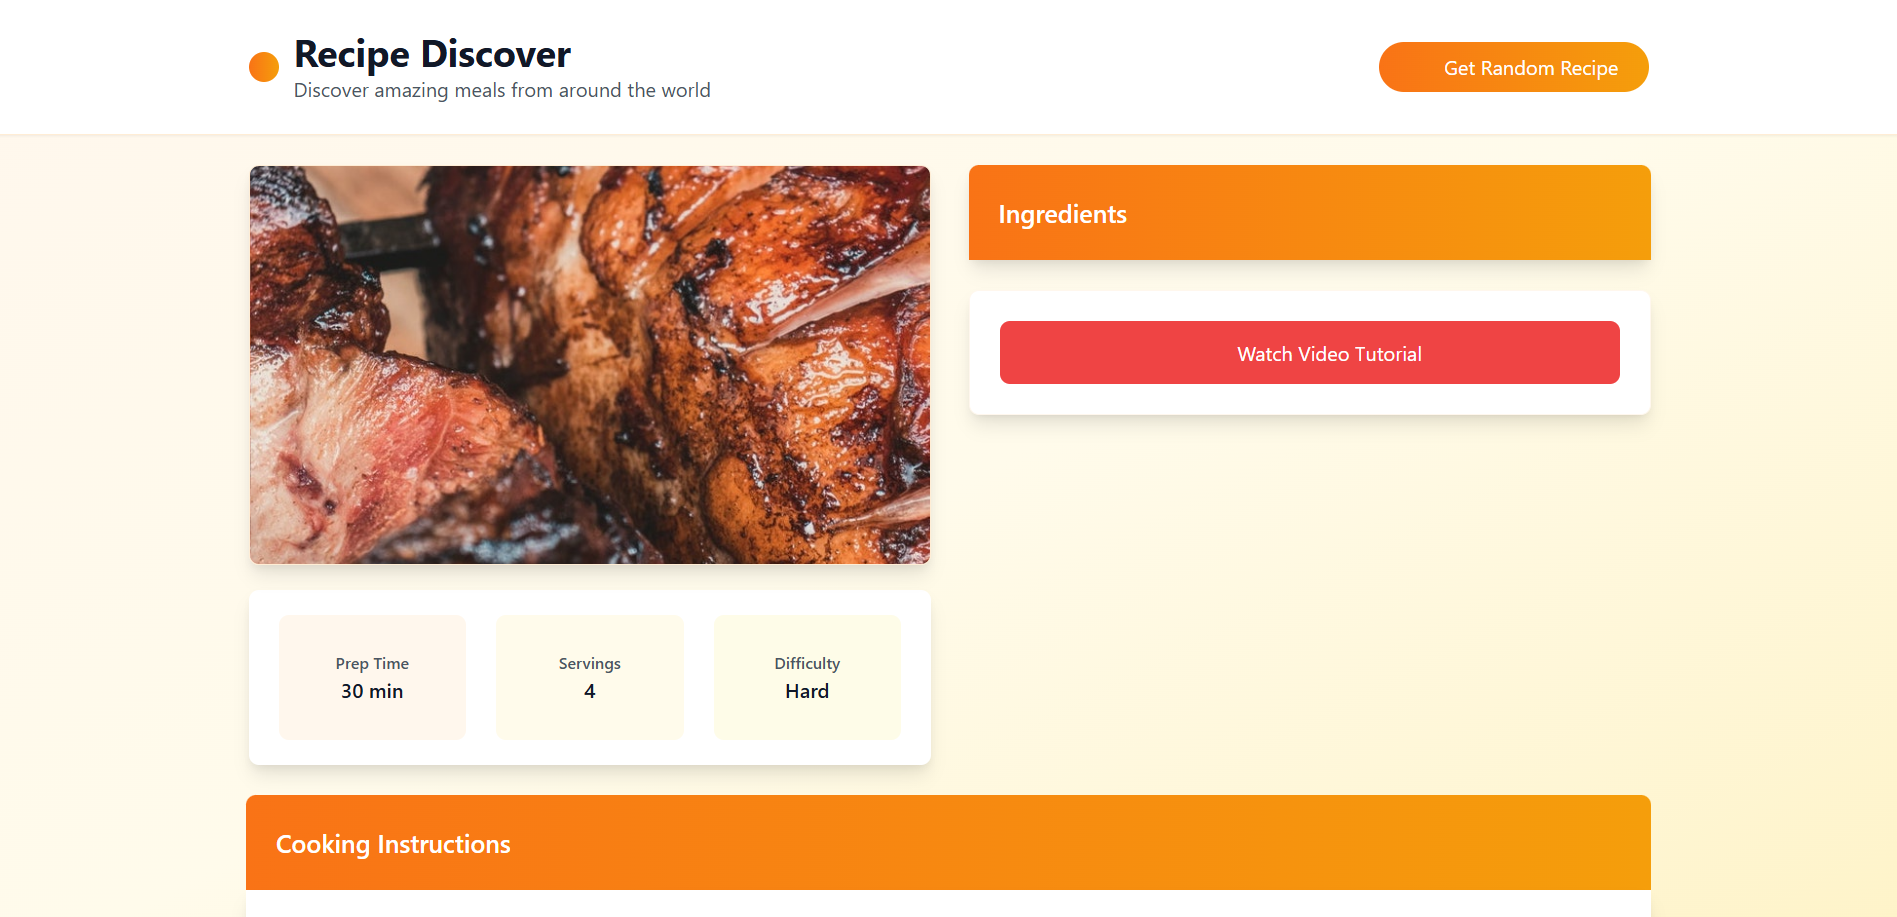 Recipe Discover
Discover amazing meals from around the world
Get Random Recipe
Ingredients
Watch Video Tutorial
Prep Time
30 min
Servings
4
Difficulty
Hard
Cooking Instructions